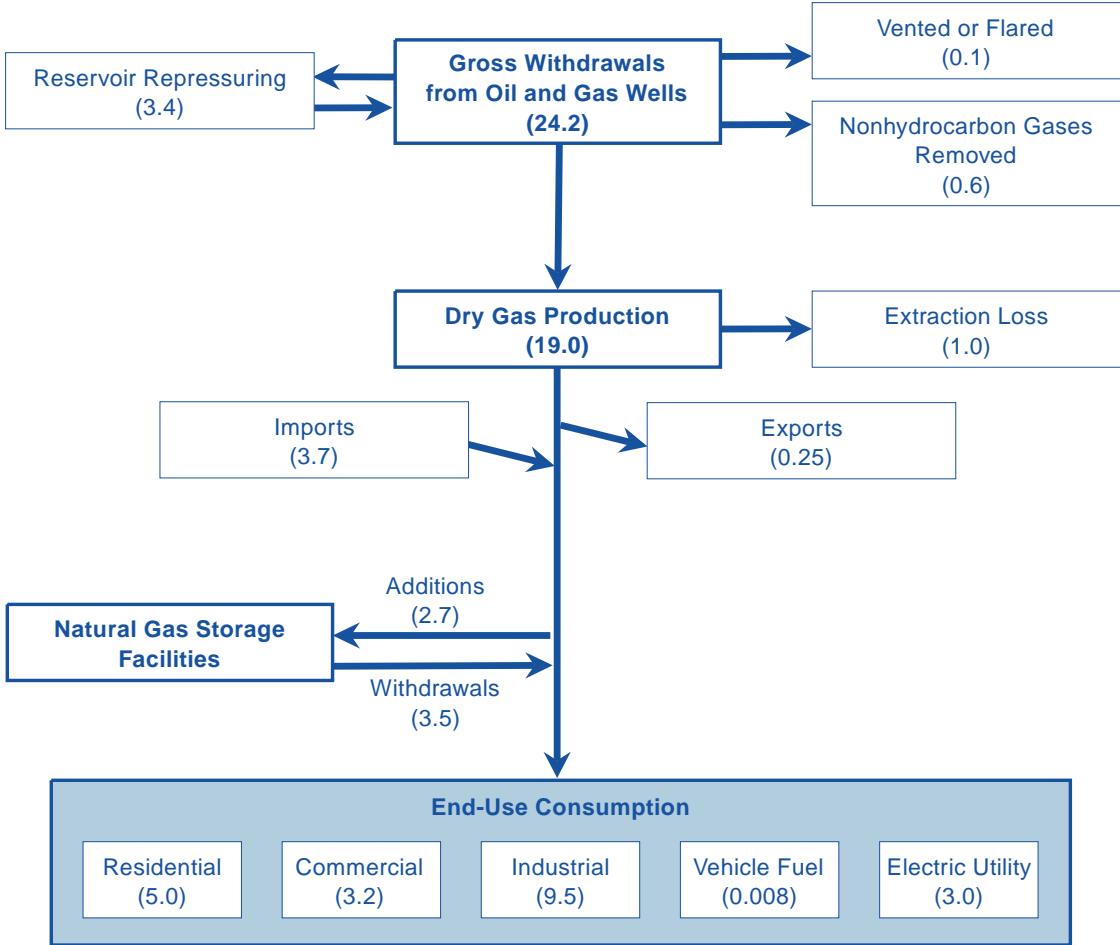 Vented or Flared
(0.1)
Reservoir Repressuring
(3.4)
Gross Withdrawals
from Oil and Gas Wells
(24.2)
Nonhydrocarbon Gases
Removed
(0.6)
Dry Gas Production
(19.0)
Extraction Loss
(1.0)
Imports
(3.7)
Exports
(0.25)
Additions
(2.7)
Natural Gas Storage
Facilities
Withdrawals
(3.5)
End-Use Consumption
Residential
(5.0)
Commercial
(3.2)
Industrial
(9.5)
Vehicle Fuel
(0.008)
Electric Utility
(3.0)